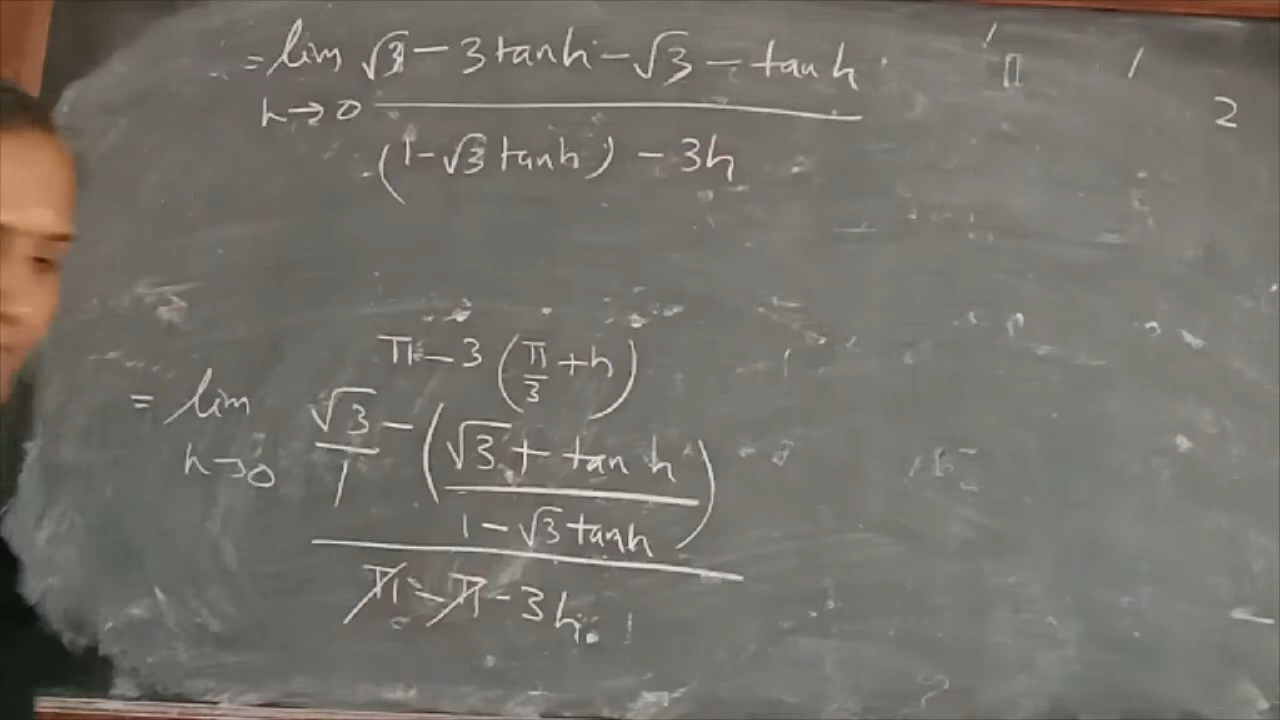 = lim √3 - 3 tan h - √3 - tan h
h→0 (1 - √3 tan h) - 3h
π - 3 (π/3 + h)
= lim √3/1 - (√3 + tan h / 1 - √3 tan h)
h→0 π - π - 3h
2